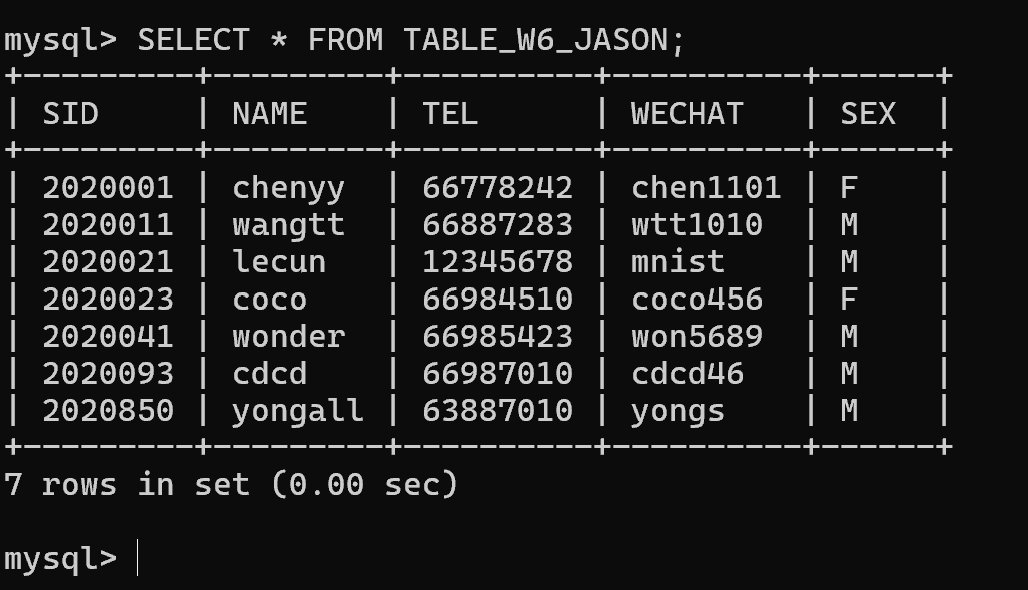 mysql> SELECT * FROM TABLE_W6_JASON;
+---------+---------+----------+----------+------+
| SID     | NAME    | TEL      | WECHAT   | SEX  |
+---------+---------+----------+----------+------+
| 2020001 | chenyy  | 66778242 | chen1101 | F    |
| 2020011 | wangtt  | 66887283 | wtt1010  | M    |
| 2020021 | lecun   | 12345678 | mnist    | M    |
| 2020023 | coco    | 66984510 | coco456  | F    |
| 2020041 | wonder  | 66985423 | won5689  | M    |
| 2020093 | cdcd    | 66987010 | cdcd46   | M    |
| 2020850 | yongall | 63887010 | yongs    | M    |
+---------+---------+----------+----------+------+
7 rows in set (0.00 sec)
mysql>